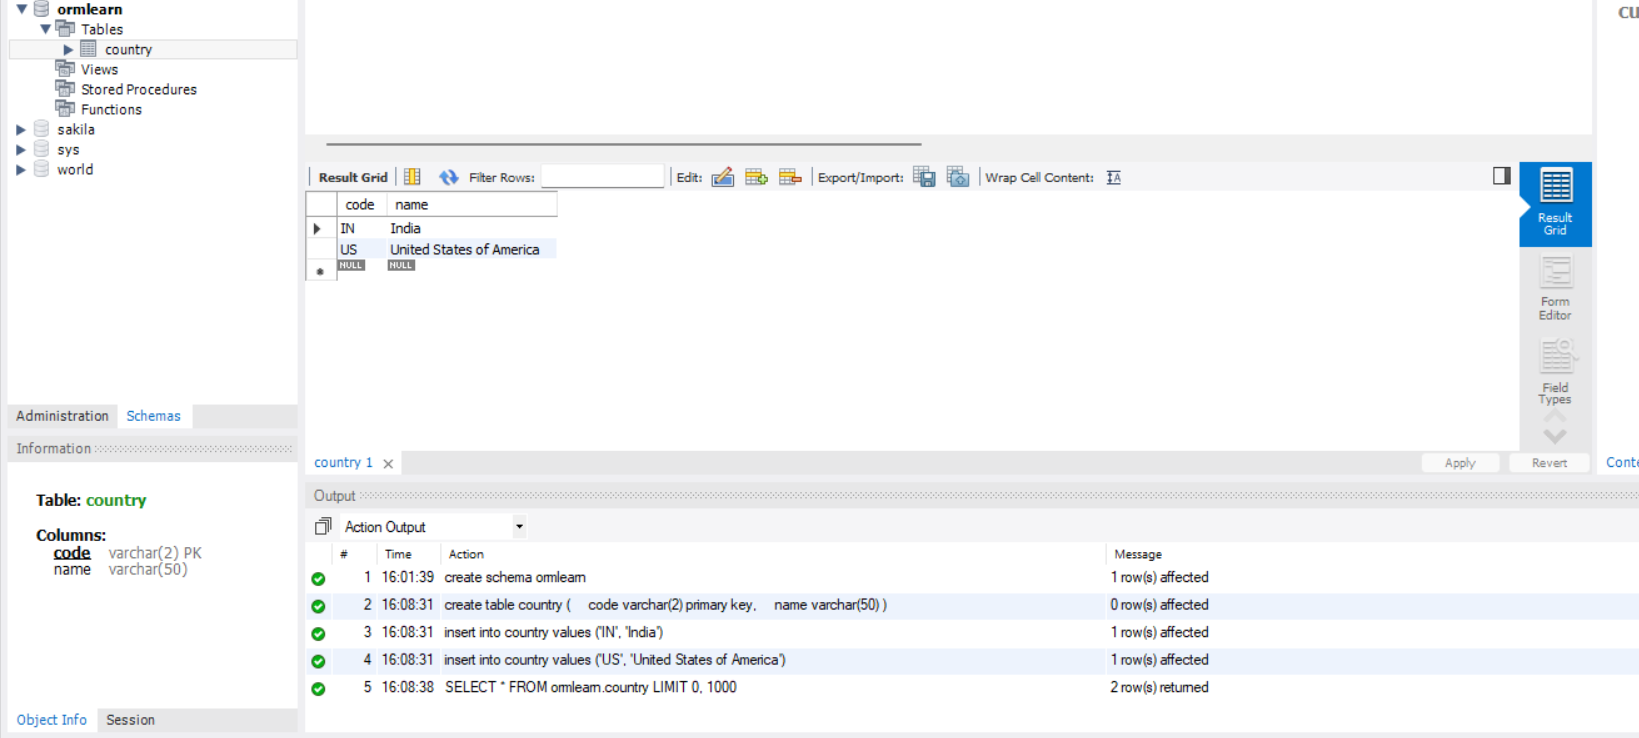 ormlearn
Tables
country
Views
Stored Procedures
Functions
sakila
sys
world
Administration Schemas
Information
Table: country
Columns:
code varchar(2) PK
name varchar(50)
Object Info Session
Result Grid Filter Rows: Edit: Export/Import: Wrap Cell Content:
code name
IN India
US United States of America
NULL NULL
Result
Grid
Form
Editor
Field
Types
country 1 Apply Revert
Output
Action Output
# Time Action Message
1 16:01:39 create schema ormlearn 1 row(s) affected
2 16:08:31 create table country ( code varchar(2) primary key, name varchar(50) ) 0 row(s) affected
3 16:08:31 insert into country values ('IN', 'India') 1 row(s) affected
4 16:08:31 insert into country values ('US', 'United States of America') 1 row(s) affected
5 16:08:38 SELECT * FROM ormlearn.country LIMIT 0, 1000 2 row(s) returned